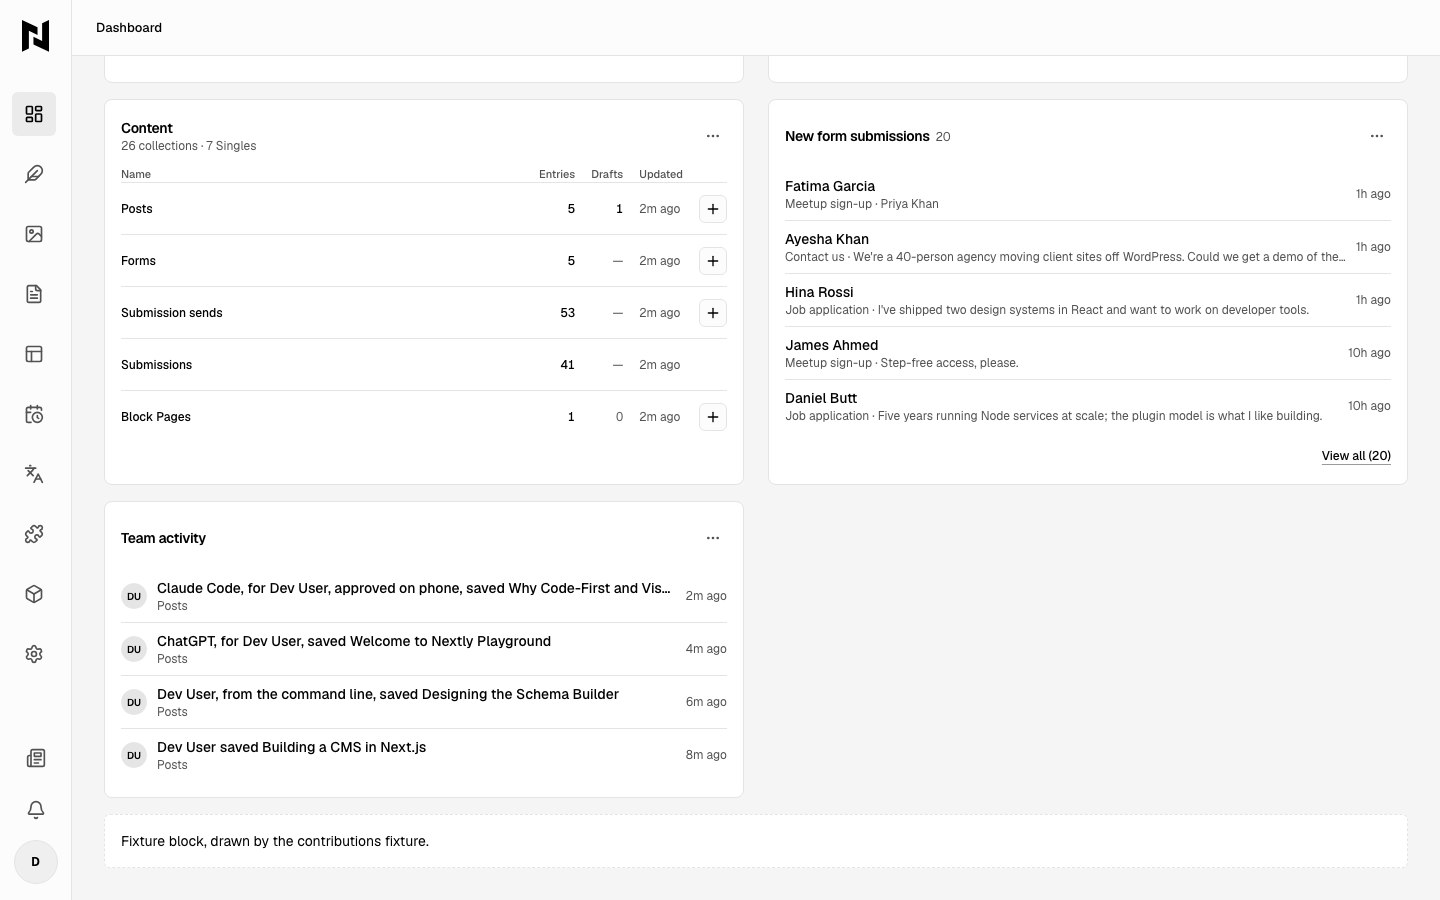 Dashboard
Content
26 collections · 7 Singles
Name Entries Drafts Updated
Posts 5 1 2m ago
Forms 5 — 2m ago
Submission sends 53 — 2m ago
Submissions 41 — 2m ago
Block Pages 1 0 2m ago
New form submissions 20
Fatima Garcia
Meetup sign-up · Priya Khan
1h ago
Ayesha Khan
Contact us · We're a 40-person agency moving client sites off WordPress. Could we get a demo of the...
1h ago
Hina Rossi
Job application · I've shipped two design systems in React and want to work on developer tools.
1h ago
James Ahmed
Meetup sign-up · Step-free access, please.
10h ago
Daniel Butt
Job application · Five years running Node services at scale; the plugin model is what I like building.
10h ago
View all (20)
Team activity
DU Claude Code, for Dev User, approved on phone, saved Why Code-First and Vis... 2m ago
Posts
DU ChatGPT, for Dev User, saved Welcome to Nextly Playground 4m ago
Posts
DU Dev User, from the command line, saved Designing the Schema Builder 6m ago
Posts
DU Dev User saved Building a CMS in Next.js 8m ago
Posts
Fixture block, drawn by the contributions fixture.
D